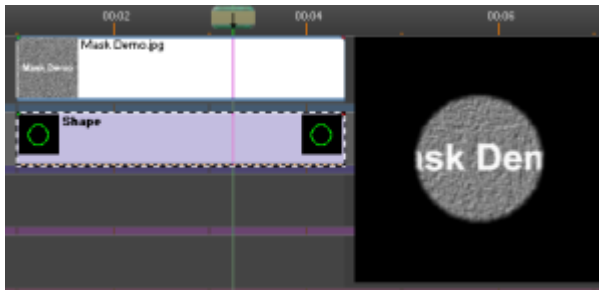 00:02
00:04
00:06
Mask Demo.jpg
Mask Demo
Shape
ask Dem